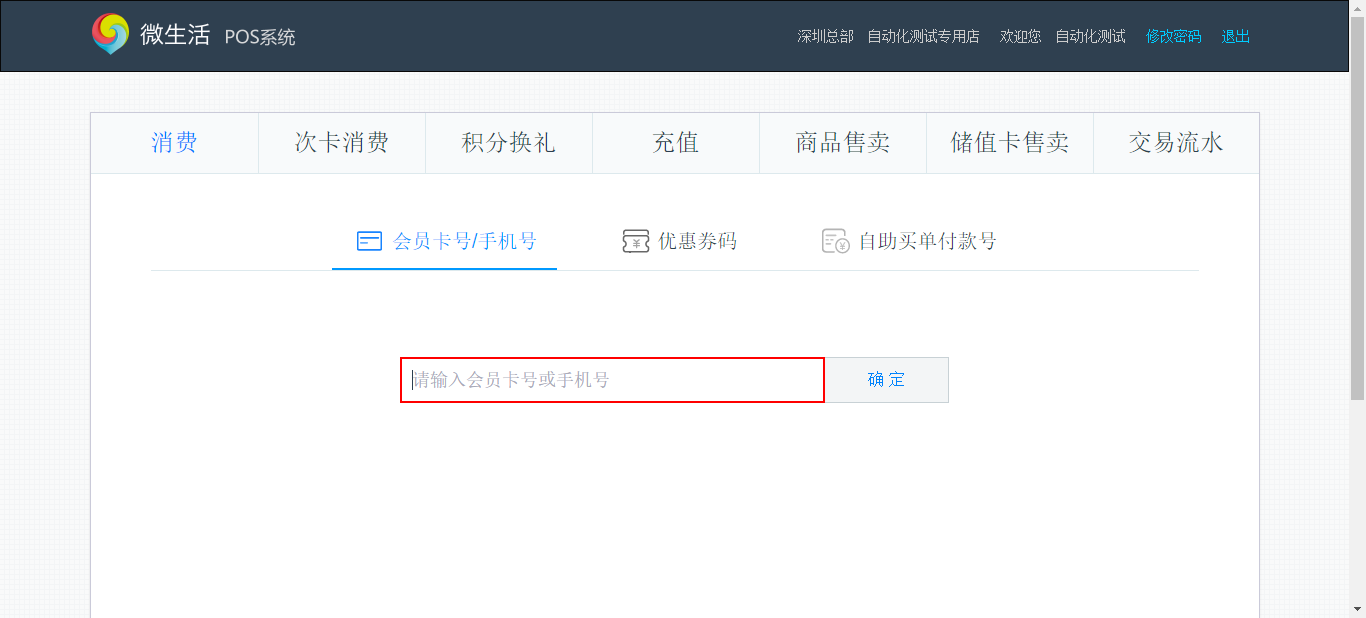 微生活 POS系统 深圳总部 自动化测试专用店 欢迎您 自动化测试 修改密码 退出
消费 次卡消费 积分换礼 充值 商品售卖 储值卡售卖 交易流水
会员卡号/手机号 优惠券码 自助买单付款号
请输入会员卡号或手机号 确 定